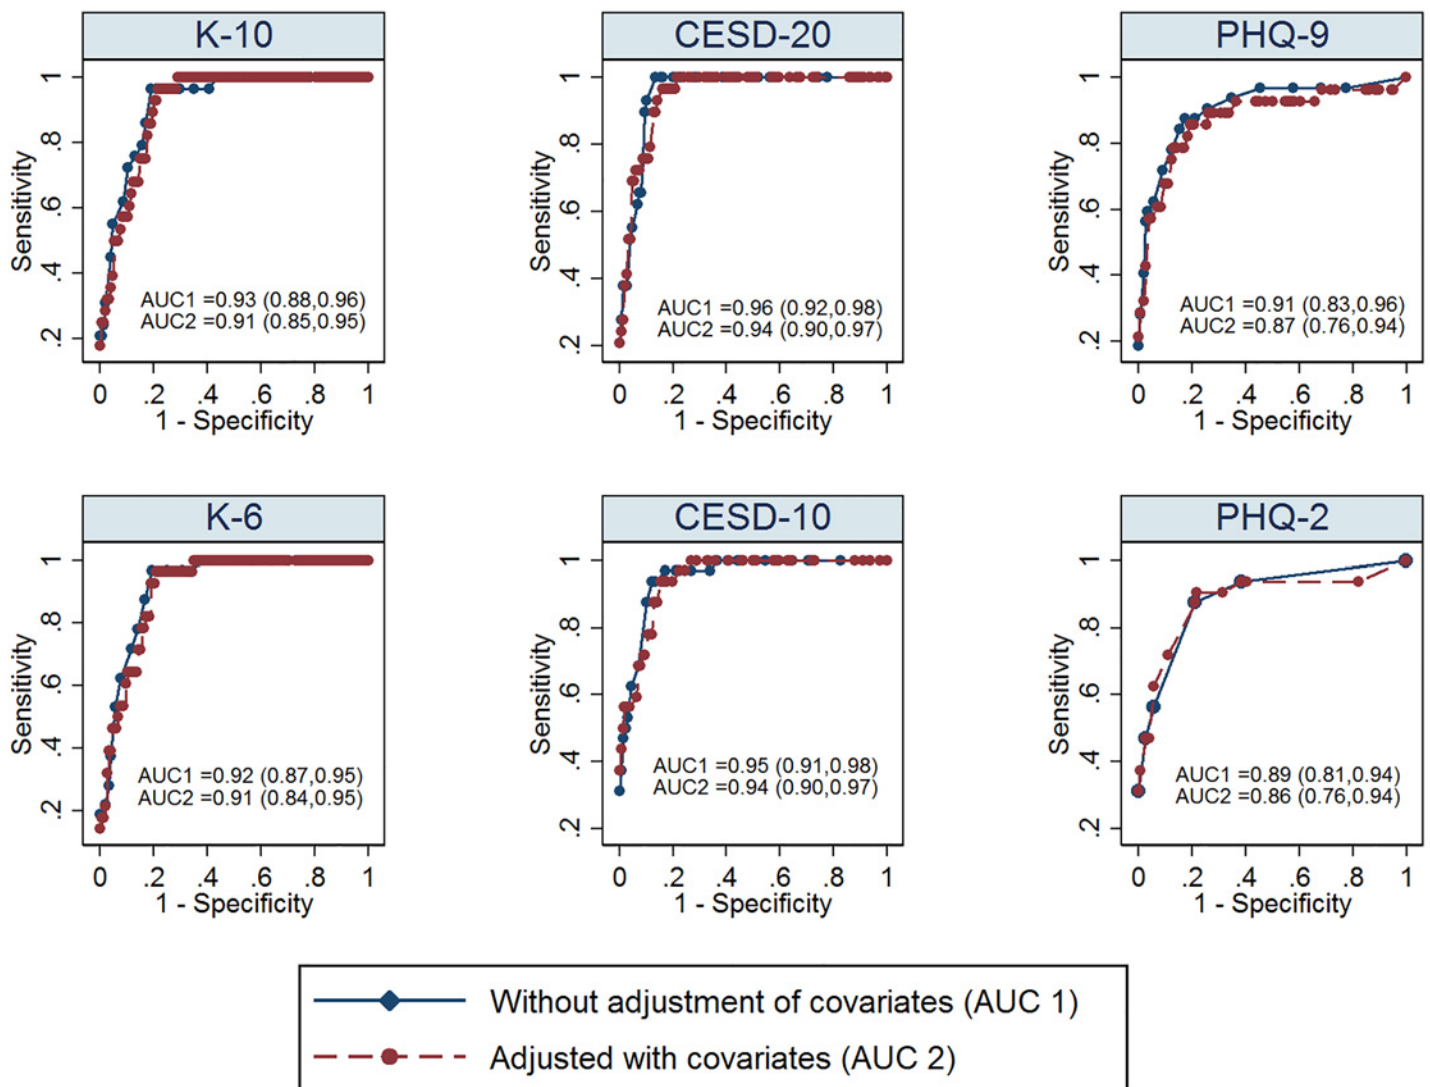 K-10
CESD-20
PHQ-9
Sensitivity
1
.8
.6
.4
.2
AUC1 =0.93 (0.88,0.96)
AUC2 =0.91 (0.85,0.95)
0 .2 .4 .6 .8 1
1 - Specificity
Sensitivity
1
.8
.6
.4
.2
AUC1 =0.96 (0.92,0.98)
AUC2 =0.94 (0.90,0.97)
0 .2 .4 .6 .8 1
1 - Specificity
Sensitivity
1
.8
.6
.4
.2
AUC1 =0.91 (0.83,0.96)
AUC2 =0.87 (0.76,0.94)
0 .2 .4 .6 .8 1
1 - Specificity
K-6
CESD-10
PHQ-2
Sensitivity
1
.8
.6
.4
.2
AUC1 =0.92 (0.87,0.95)
AUC2 =0.91 (0.84,0.95)
0 .2 .4 .6 .8 1
1 - Specificity
Sensitivity
1
.8
.6
.4
.2
AUC1 =0.95 (0.91,0.98)
AUC2 =0.94 (0.90,0.97)
0 .2 .4 .6 .8 1
1 - Specificity
Sensitivity
1
.8
.6
.4
.2
AUC1 =0.89 (0.81,0.94)
AUC2 =0.86 (0.76,0.94)
0 .2 .4 .6 .8 1
1 - Specificity
Without adjustment of covariates (AUC 1)
Adjusted with covariates (AUC 2)